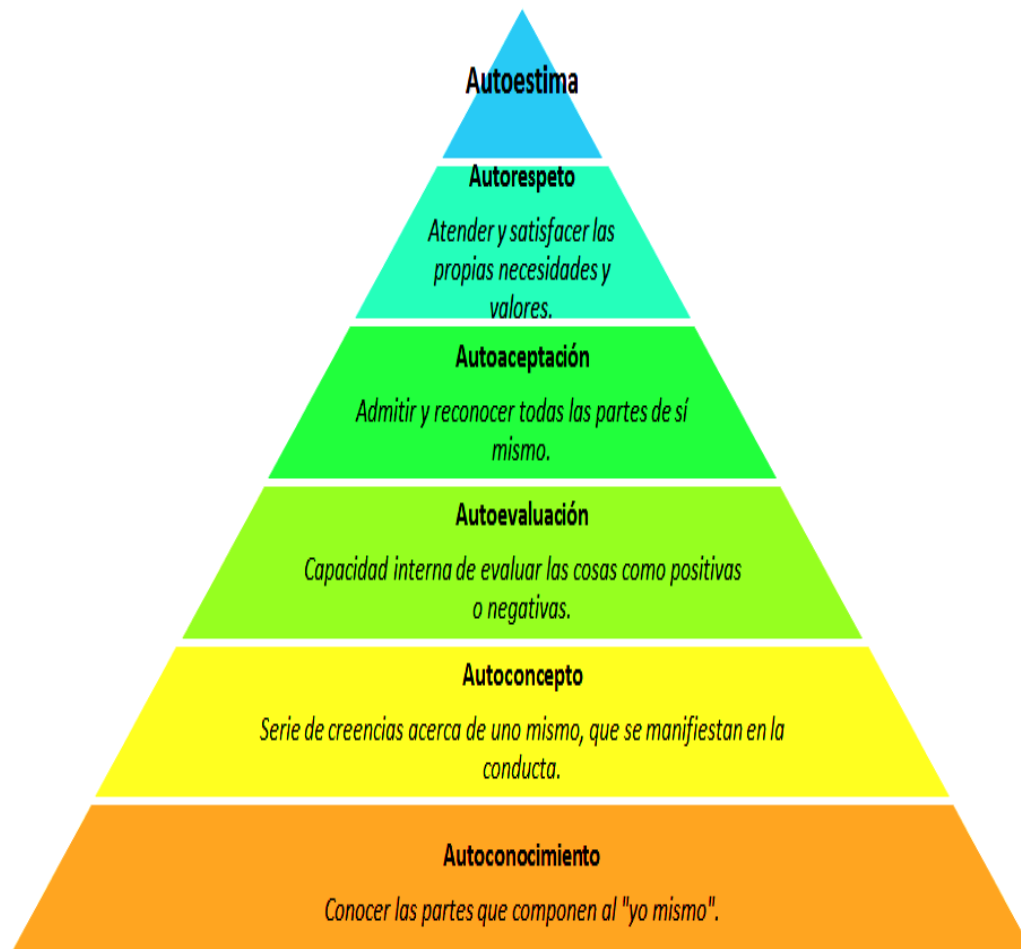 Autoestima
Autorespeto
Atender y satisfacer las
propias necesidades y
valores.
Autoaceptación
Admitir y reconocer todas las partes de sí
mismo.
Autoevaluación
Capacidad interna de evaluar las cosas como positivas
o negativas.
Autoconcepto
Serie de creencias acerca de uno mismo, que se manifiestan en la
conducta.
Autoconocimiento
Conocer las partes que componen al "yo mismo".